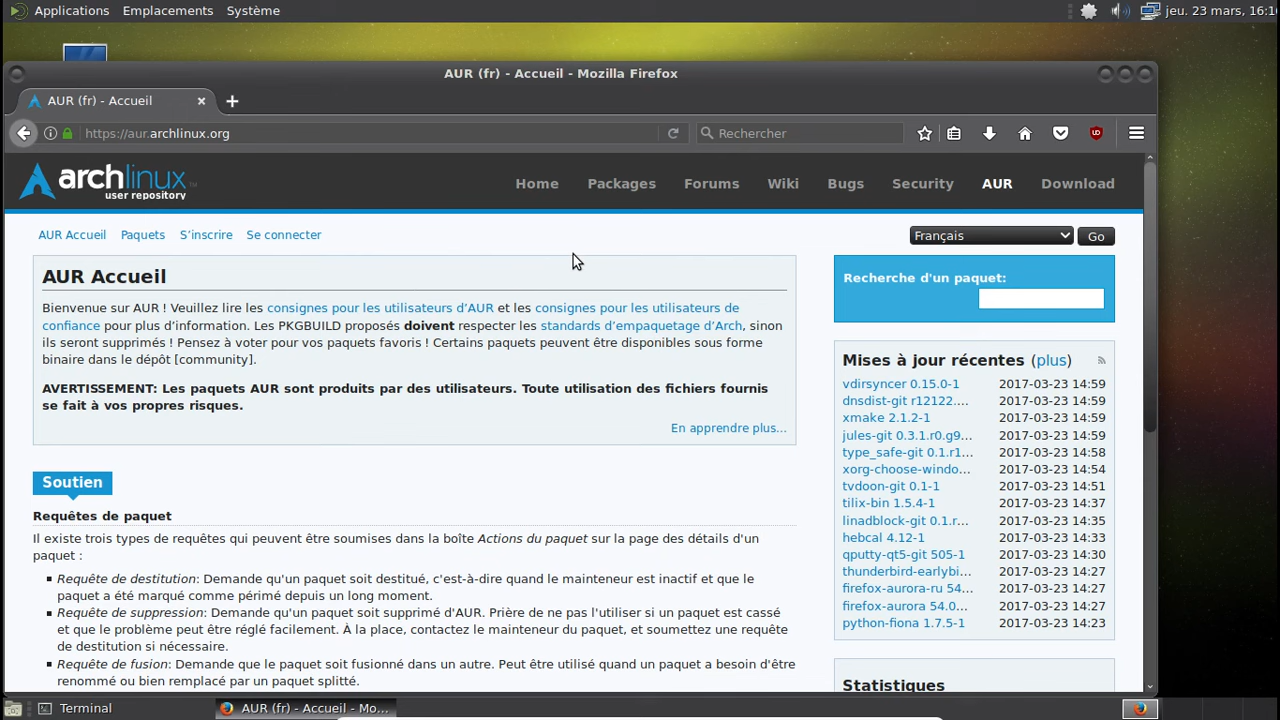 Applications Emplacements Système
jeu. 23 mars, 16:1
AUR (fr) - Accueil - Mozilla Firefox
AUR (fr) - Accueil
https://aur.archlinux.org
Rechercher
archlinux
user repository
Home Packages Forums Wiki Bugs Security AUR Download
AUR Accueil Paquets S’inscrire Se connecter
Français
Go
AUR Accueil
Bienvenue sur AUR ! Veuillez lire les consignes pour les utilisateurs d’AUR et les consignes pour les utilisateurs de
confiance pour plus d’information. Les PKGBUILD proposés doivent respecter les standards d’empaquetage d’Arch, sinon
ils seront supprimés ! Pensez à voter pour vos paquets favoris ! Certains paquets peuvent être disponibles sous forme
binaire dans le dépôt [community].
AVERTISSEMENT: Les paquets AUR sont produits par des utilisateurs. Toute utilisation des fichiers fournis
se fait à vos propres risques.
En apprendre plus...
Soutien
Requêtes de paquet
Il existe trois types de requêtes qui peuvent être soumises dans la boîte Actions du paquet sur la page des détails d'un
paquet :
Requête de destitution: Demande qu'un paquet soit destitué, c'est-à-dire quand le mainteneur est inactif et que le
paquet a été marqué comme périmé depuis un long moment.
Requête de suppression: Demande qu'un paquet soit supprimé d'AUR. Prière de ne pas l'utiliser si un paquet est cassé
et que le problème peut être réglé facilement. À la place, contactez le mainteneur du paquet, et soumettez une requête
de destitution si nécessaire.
Requête de fusion: Demande que le paquet soit fusionné dans un autre. Peut être utilisé quand un paquet a besoin d'être
renommé ou bien remplacé par un paquet splitté.
Recherche d'un paquet:
Mises à jour récentes (plus)
vdirsyncer 0.15.0-1 2017-03-23 14:59
dnsdist-git r12122.... 2017-03-23 14:59
xmake 2.1.2-1 2017-03-23 14:59
jules-git 0.3.1.r0.g9... 2017-03-23 14:59
type_safe-git 0.1.r1... 2017-03-23 14:58
xorg-choose-windo... 2017-03-23 14:54
tvdoon-git 0.1-1 2017-03-23 14:51
tilix-bin 1.5.4-1 2017-03-23 14:37
linadblock-git 0.1.r... 2017-03-23 14:35
hebcal 4.12-1 2017-03-23 14:33
qputty-qt5-git 505-1 2017-03-23 14:30
thunderbird-earlybi... 2017-03-23 14:27
firefox-aurora-ru 54... 2017-03-23 14:27
firefox-aurora 54.0... 2017-03-23 14:27
python-fiona 1.7.5-1 2017-03-23 14:23
Statistiques
Terminal
AUR (fr) - Accueil - Mo...